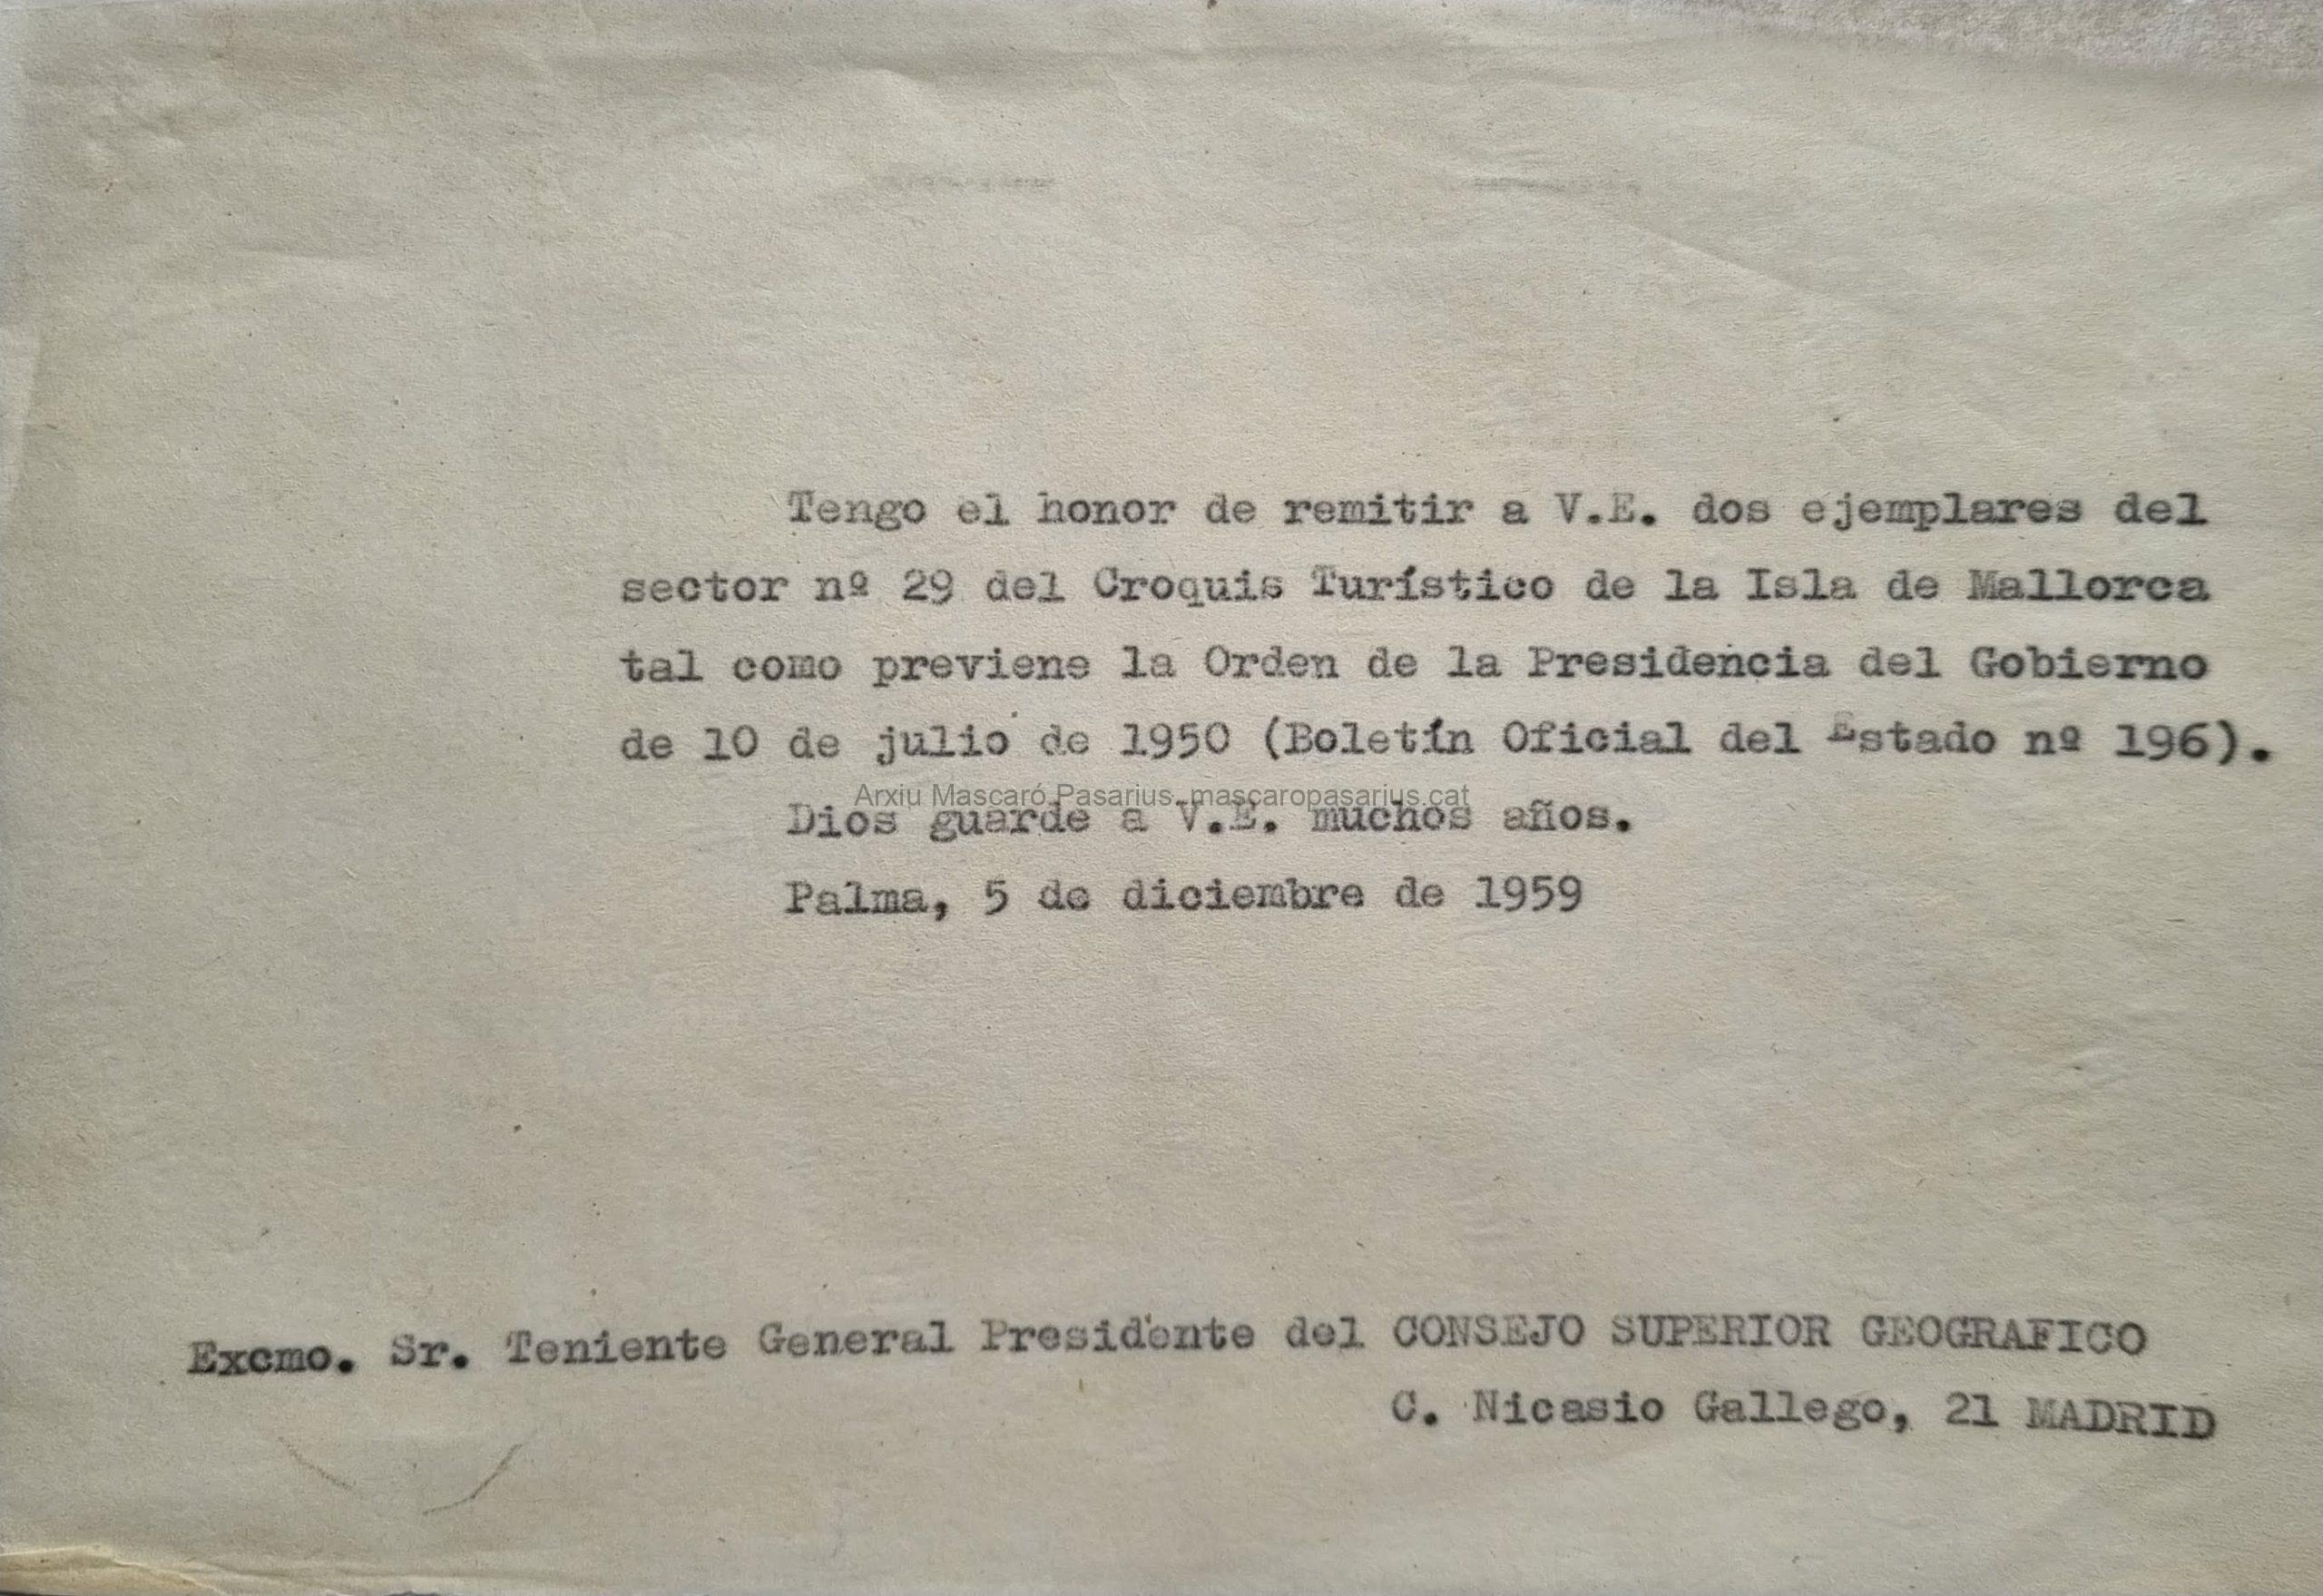 Tengo el honor de remitir a V.E. dos ejemplares del
sector nº 29 del Croquis Turístico de la Isla de Mallorca
tal como previene la Orden de la Presidencia del Gobierno
de 10 de julio de 1950 (Boletín Oficial del Estado nº 196).
Arxiu Mascaró Pasarius. mascaropasarius.cat
Dios guarde a V.E. muchos años.
Palma, 5 de diciembre de 1959
Excmo. Sr. Teniente General Presidente del CONSEJO SUPERIOR GEOGRAFICO
C. Nicasio Gallego, 21 MADRID